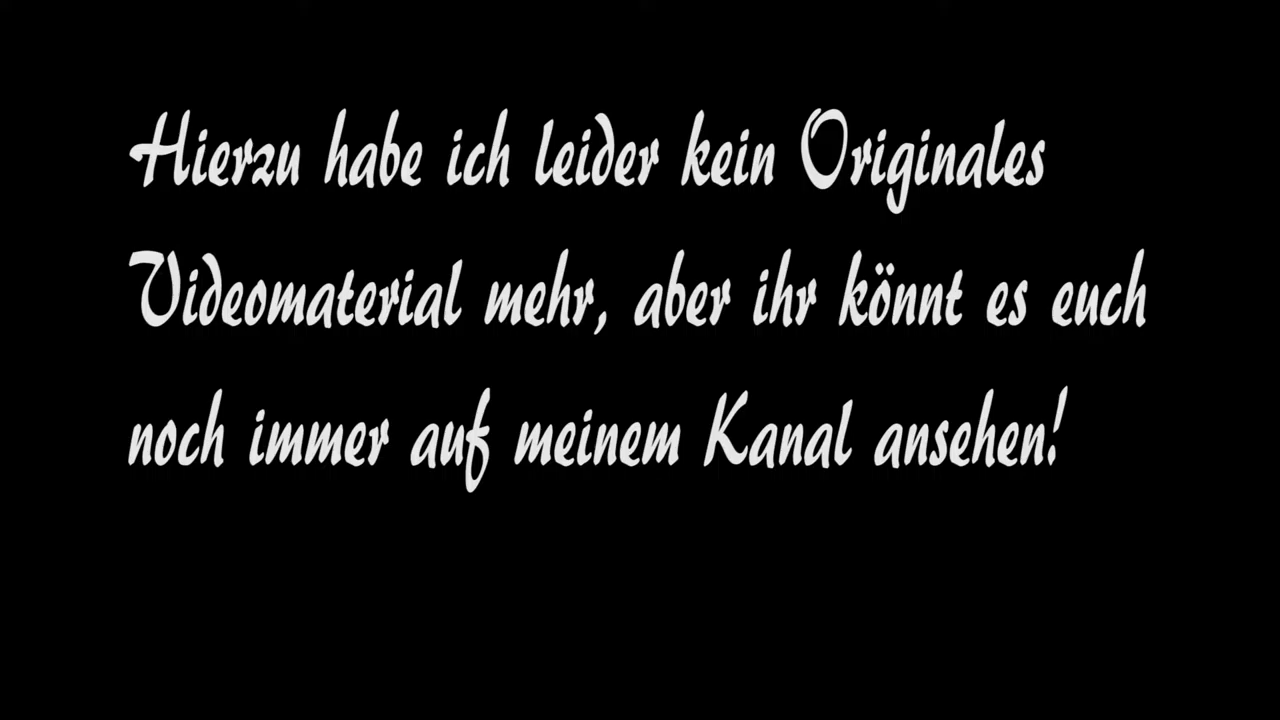 Hierzu habe ich leider kein Originales
Videomaterial mehr, aber ihr könnt es euch
noch immer auf meinem Kanal ansehen!